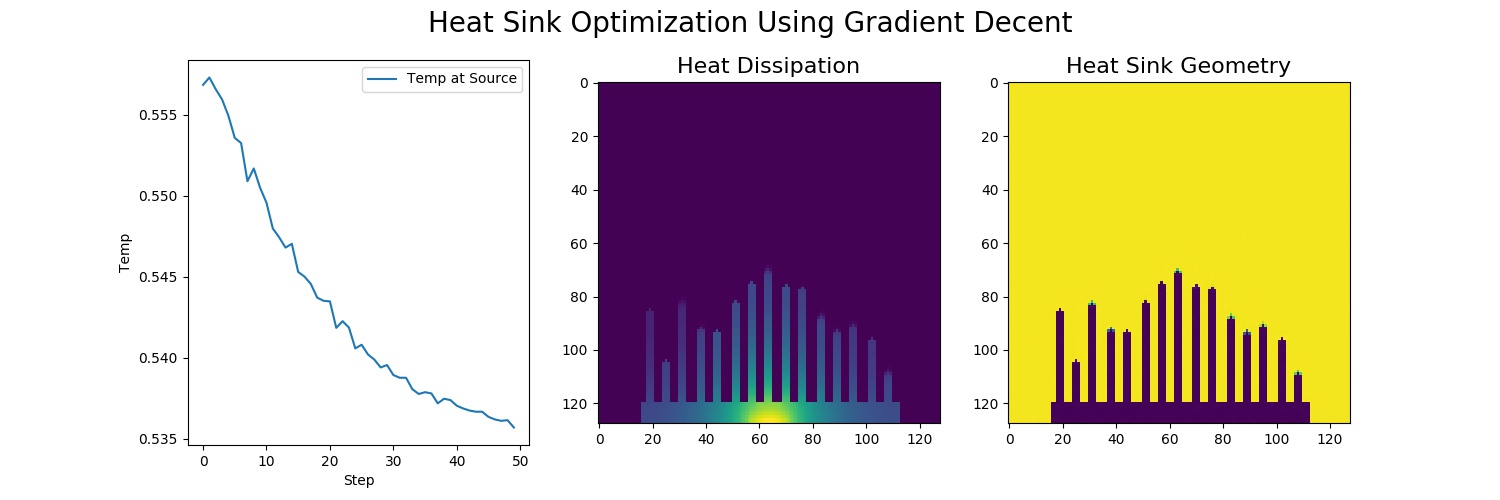 Heat Sink Optimization Using Gradient Decent
Temp at Source
0.555
0.550
0.545
0.540
0.535
Temp
0 10 20 30 40 50
Step
Heat Dissipation
0
20
40
60
80
100
120
0 20 40 60 80 100 120
Heat Sink Geometry
0
20
40
60
80
100
120
0 20 40 60 80 100 120